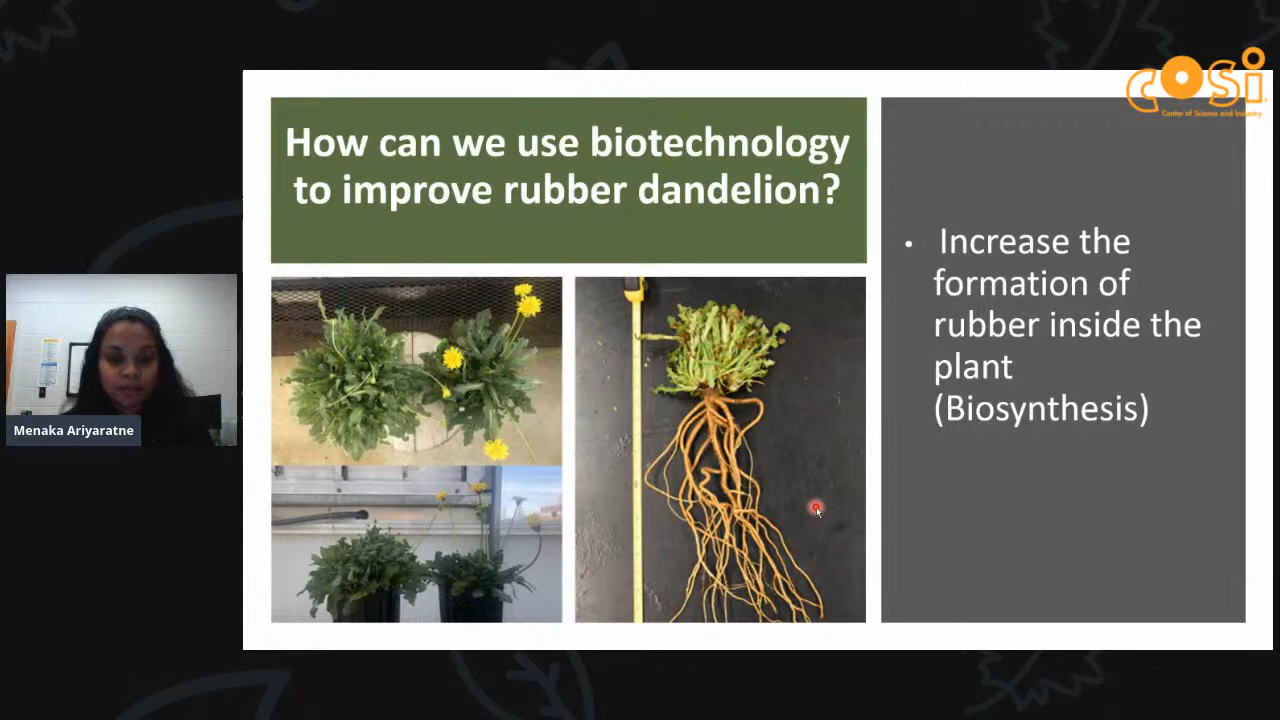 COSi
Center of Science and Industry
How can we use biotechnology
to improve rubber dandelion?
• Increase the
formation of
rubber inside the
plant
(Biosynthesis)
Menaka Ariyaratne